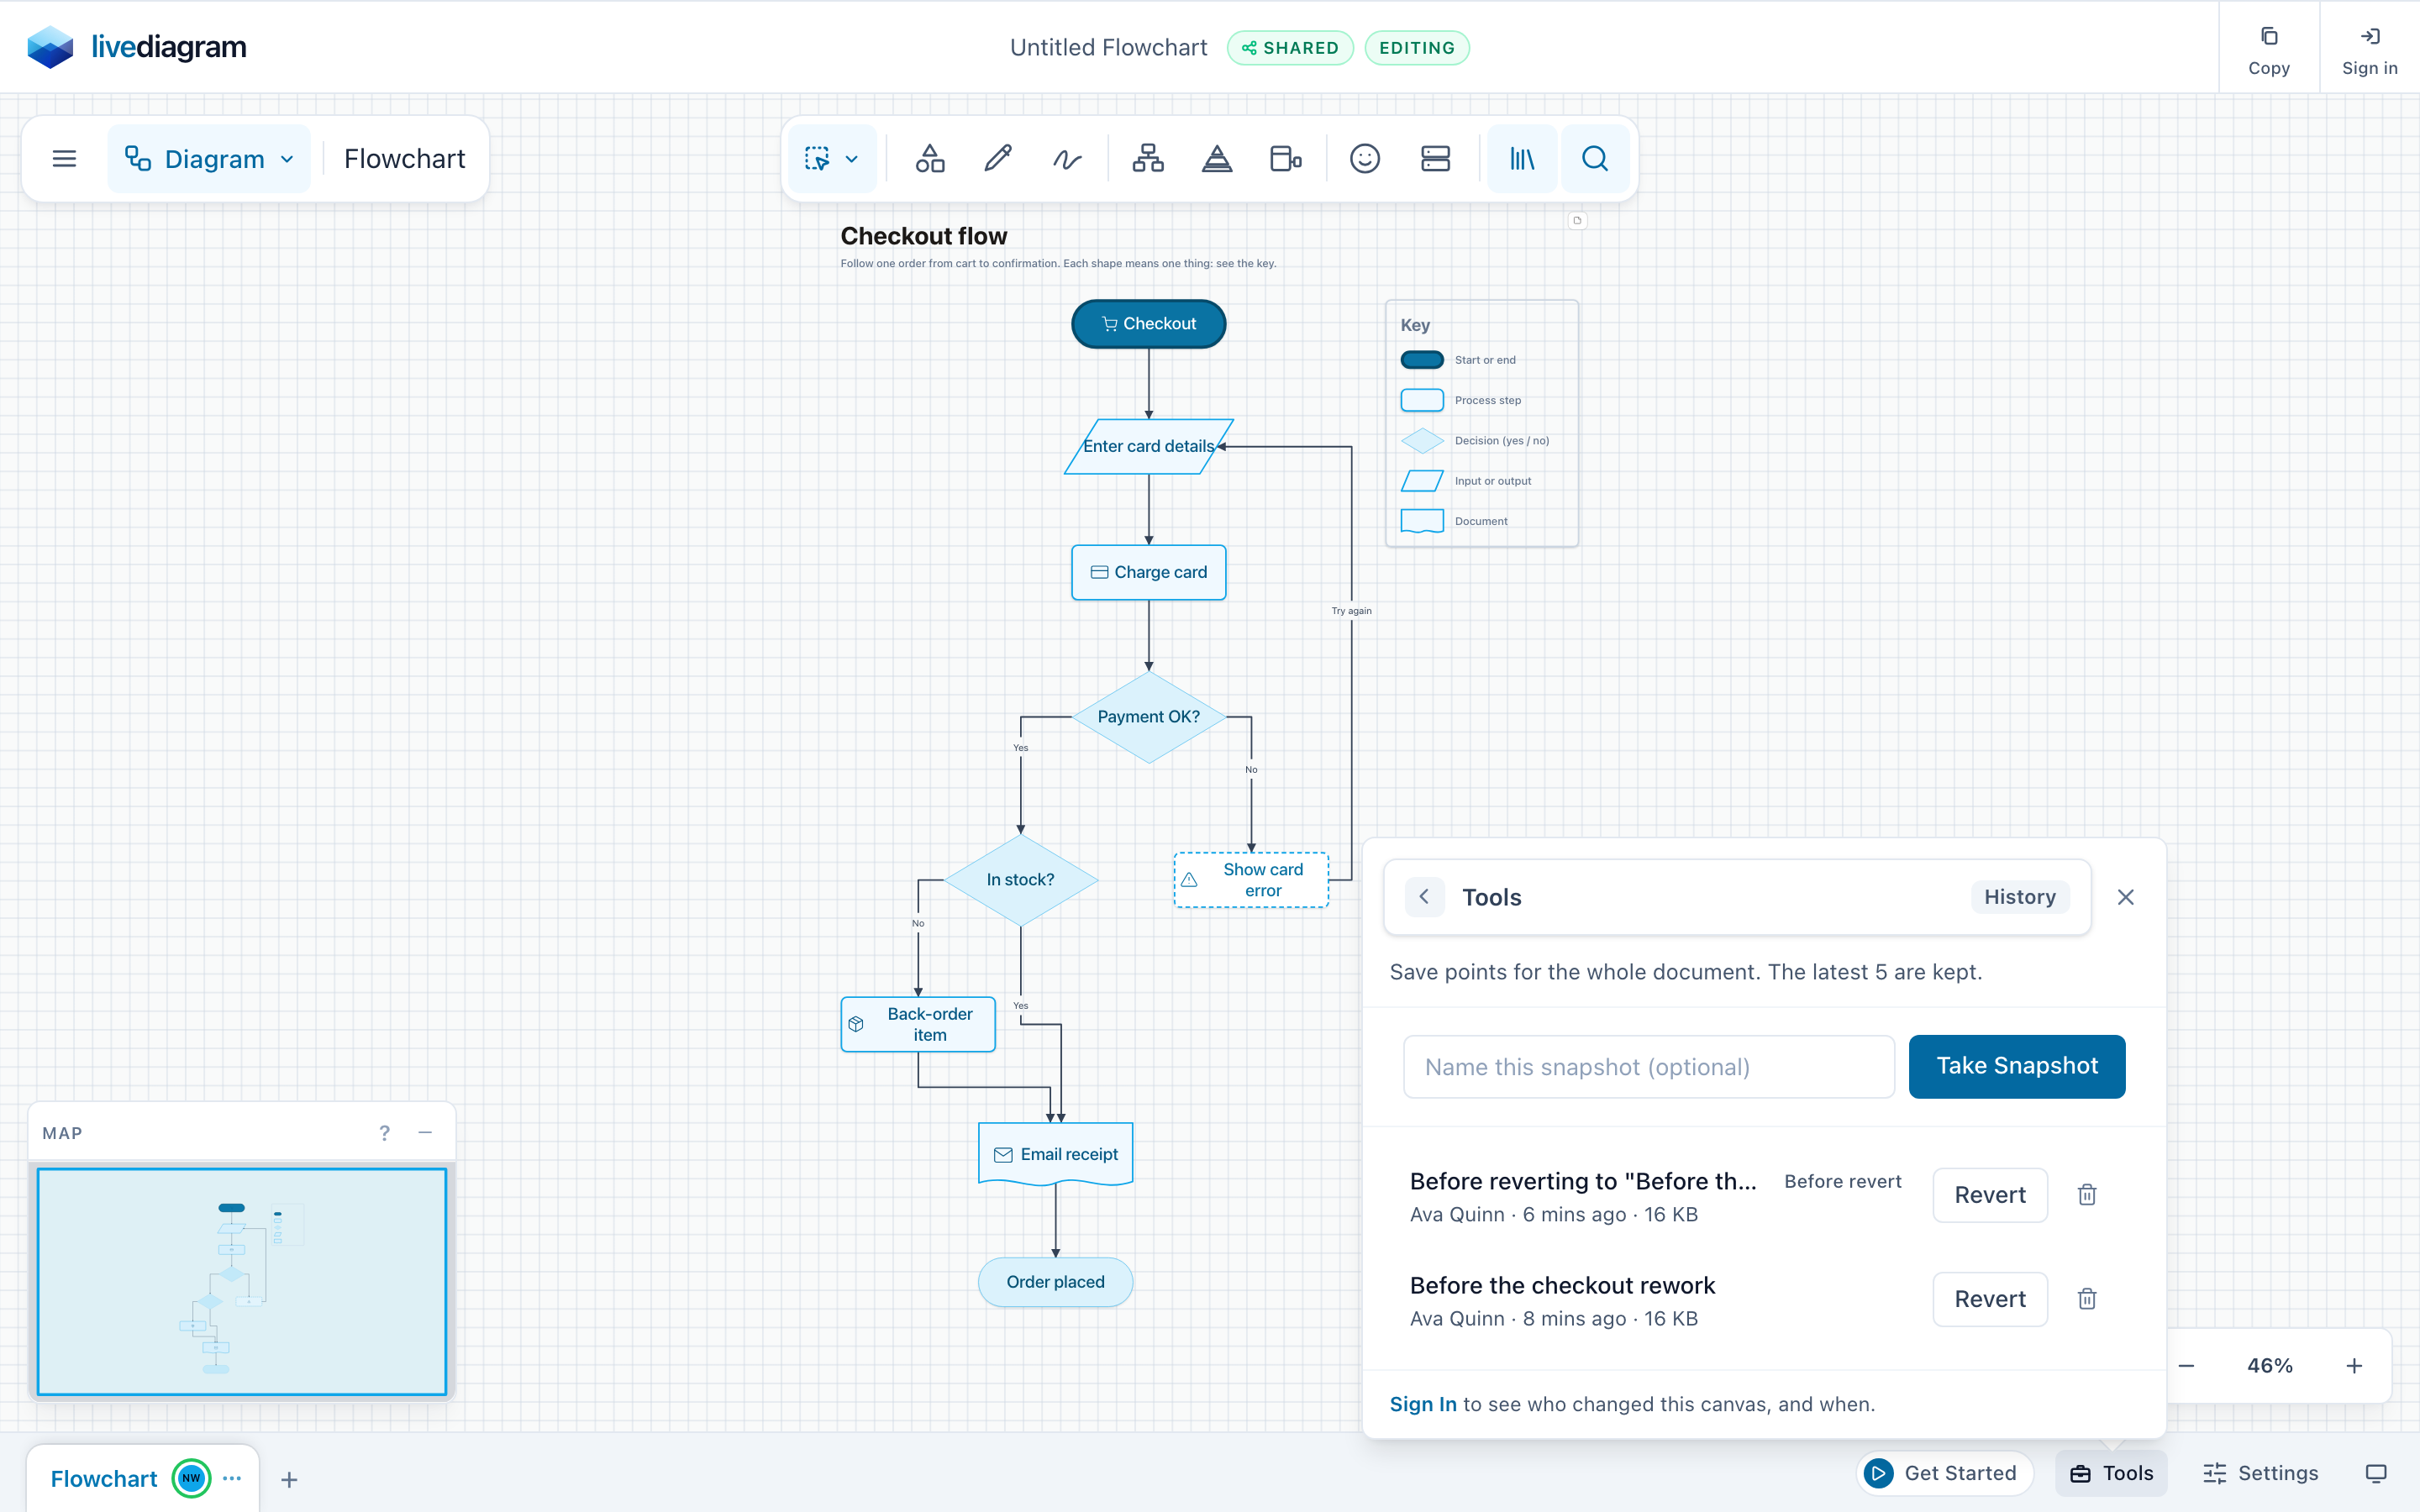 livediagram
Untitled Flowchart
SHARED
EDITING
Copy
Sign in
Diagram
Flowchart
Checkout flow
Follow one order from cart to confirmation. Each shape means one thing: see the key.
Checkout
Key
Start or end
Process step
Decision (yes / no)
Input or output
Document
Enter card details
Charge card
Try again
Payment OK?
Yes
No
In stock?
Show card
error
No
Yes
Back-order
item
Email receipt
Order placed
MAP
?
Tools
History
Save points for the whole document. The latest 5 are kept.
Name this snapshot (optional)
Take Snapshot
Before reverting to "Before th...
Before revert
Revert
Ava Quinn · 6 mins ago · 16 KB
Before the checkout rework
Revert
Ava Quinn · 8 mins ago · 16 KB
Sign In to see who changed this canvas, and when.
46%
Flowchart
NW
Get Started
Tools
Settings